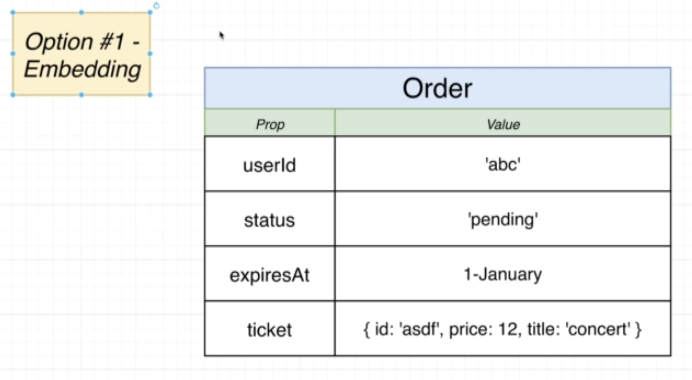 Option #1 -
Embedding
Order
Prop
Value
userId
'abc'
status
'pending'
expiresAt
1-January
ticket
{ id: 'asdf', price: 12, title: 'concert' }